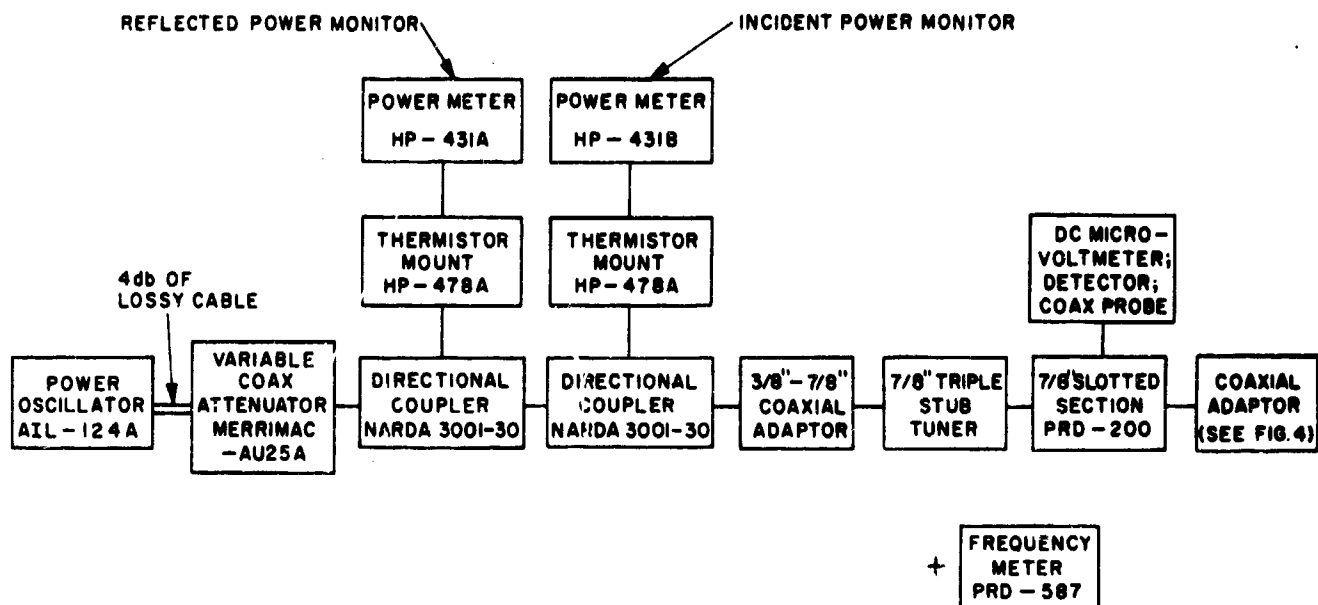 REFLECTED POWER MONITOR
INCIDENT POWER MONITOR
POWER METER
HP - 431A
POWER METER
HP - 431B
THERMISTOR
MOUNT
HP-478A
THERMISTOR
MOUNT
HP-478A
DC MICRO-
VOLTMETER;
DETECTOR;
COAX PROBE
4db OF
LOSSY CABLE
POWER
OSCILLATOR
AIL-124A
VARIABLE
COAX
ATTENUATOR
MERRIMAC
-AU25A
DIRECTIONAL
COUPLER
NARDA 3001-30
DIRECTIONAL
COUPLER
NARDA 3001-30
3/8"-7/8"
COAXIAL
ADAPTOR
7/8" TRIPLE
STUB
TUNER
7/8" SLOTTED
SECTION
PRD-200
COAXIAL
ADAPTOR
(SEE FIG. 4)
+
FREQUENCY
METER
PRD-587